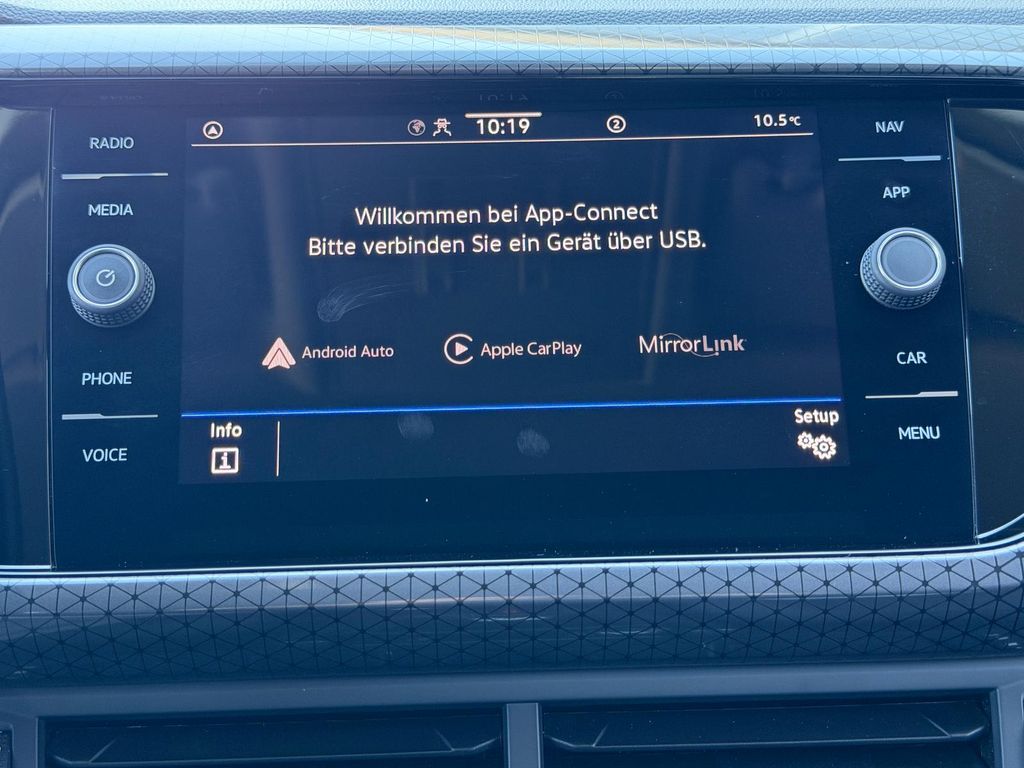 RADIO
MEDIA
PHONE
VOICE
10:19
2
10.5°C
Willkommen bei App-Connect
Bitte verbinden Sie ein Gerät über USB.
Android Auto
Apple CarPlay
MirrorLink
Info
i
Setup
NAV
APP
CAR
MENU